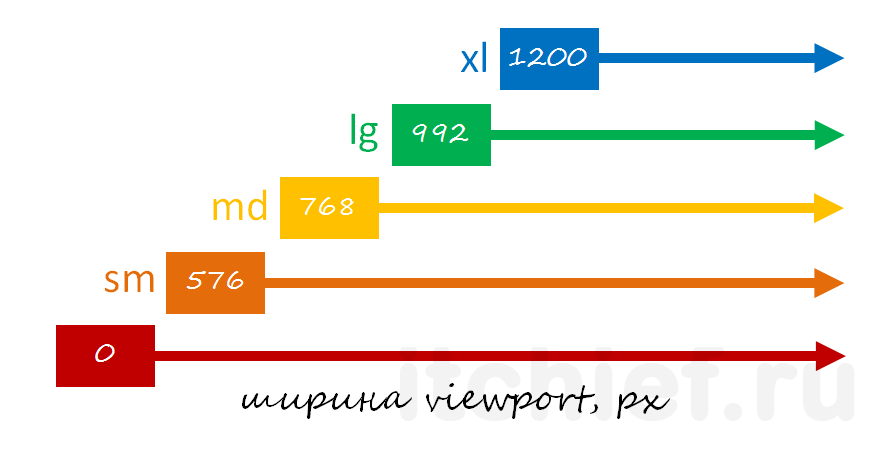 xl 1200
lg 992
md 768
sm 576
0
itchief.ru
ширина viewport, px